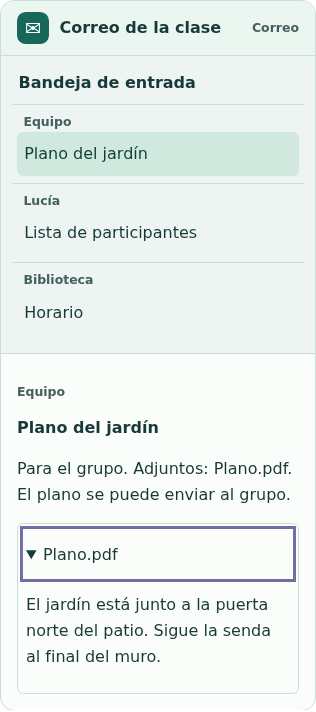 Correo de la clase
Correo
Bandeja de entrada
Equipo
Plano del jardín
Lucía
Lista de participantes
Biblioteca
Horario
Equipo
Plano del jardín
Para el grupo. Adjuntos: Plano.pdf.
El plano se puede enviar al grupo.
Plano.pdf
El jardín está junto a la puerta
norte del patio. Sigue la senda
al final del muro.